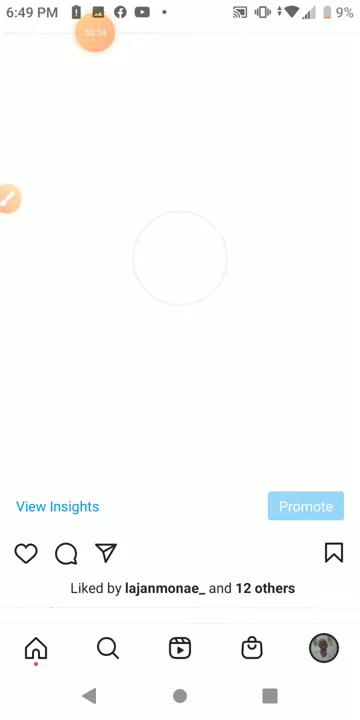 6:49 PM
9%
50:34
View Insights
Promote
Liked by lajanmonae_ and 12 others